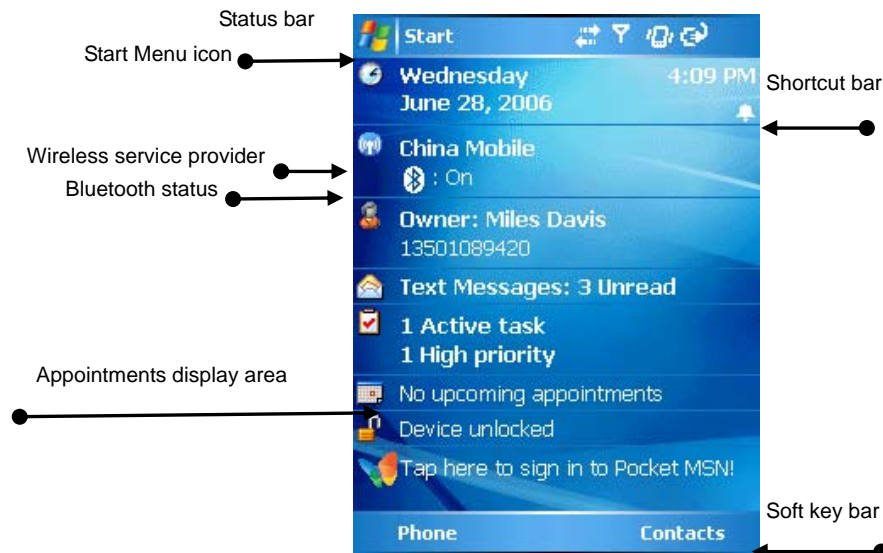 Status bar
Start Menu icon
Start
Wednesday 4:09 PM
June 28, 2006
Shortcut bar
China Mobile
: On
Wireless service provider
Bluetooth status
Owner: Miles Davis
13501089420
Text Messages: 3 Unread
1 Active task
1 High priority
Appointments display area
No upcoming appointments
Device unlocked
Tap here to sign in to Pocket MSN!
Soft key bar
Phone Contacts